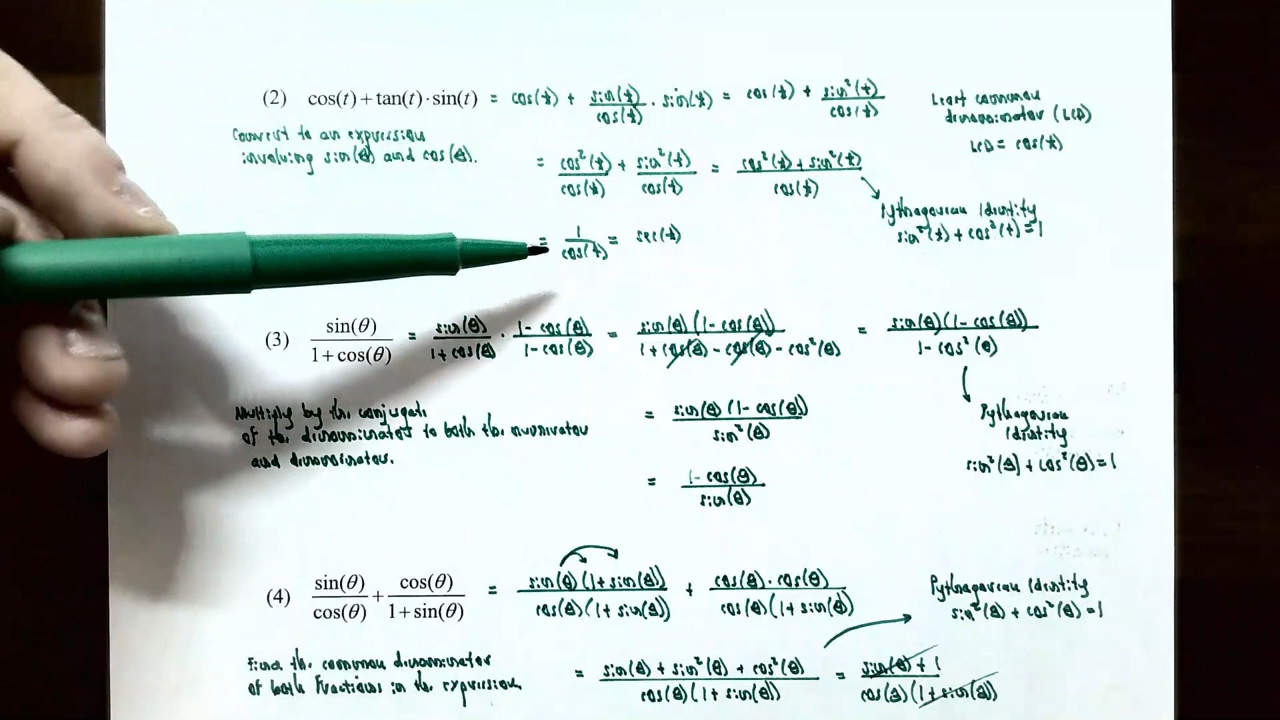 (2) cos(t) + tan(t)·sin(t) = cos(t) + sin(t)/cos(t) · sin(t) = cos(t) + sin²(t)/cos(t)
Least common
denominator (LCD)
LCD = cos(t)
Convert to an expression
involving sin(θ) and cos(θ).
= cos²(t)/cos(t) + sin²(t)/cos(t) = cos²(t) + sin²(t)/cos(t)
Pythagorean Identity
sin²(t) + cos²(t) = 1
= 1/cos(t) = sec(t)
(3) sin(θ)/1 + cos(θ) = sin(θ)/1 + cos(θ) · 1 - cos(θ)/1 - cos(θ) = sin(θ)(1 - cos(θ))/1 + cos(θ) - cos(θ) - cos²(θ) = sin(θ)(1 - cos(θ))/1 - cos²(θ)
Multiply by the conjugate
of the denominator to both the numerator
and denominator.
= sin(θ)(1 - cos(θ))/sin²(θ)
Pythagorean
Identity
sin²(θ) + cos²(θ) = 1
= 1 - cos(θ)/sin(θ)
(4) sin(θ)/cos(θ) + cos(θ)/1 + sin(θ) = sin(θ)(1 + sin(θ))/cos(θ)(1 + sin(θ)) + cos(θ)·cos(θ)/cos(θ)(1 + sin(θ))
Pythagorean Identity
sin²(θ) + cos²(θ) = 1
Find the common denominator
of both fractions in the expression.
= sin(θ) + sin²(θ) + cos²(θ)/cos(θ)(1 + sin(θ)) = sin(θ) + 1/cos(θ)(1 + sin(θ))